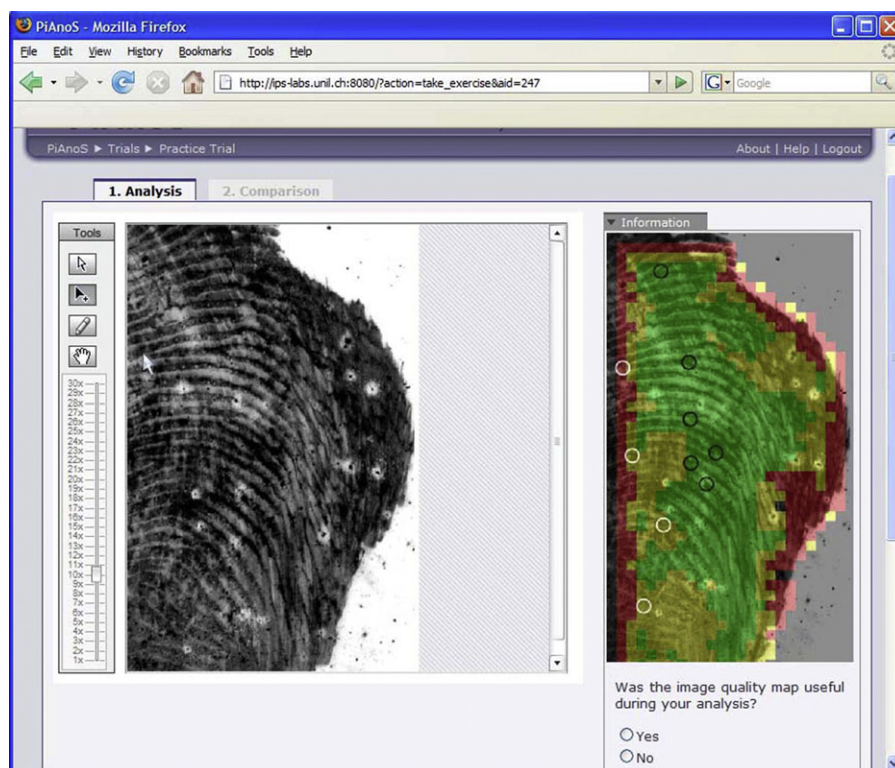 PiAnoS - Mozilla Firefox
File Edit View History Bookmarks Tools Help
http://ips-labs.unil.ch:8080/?action=take_exercise&aid=247
G Google
PiAnoS ► Trials ► Practice Trial
About | Help | Logout
1. Analysis
2. Comparison
Tools
Information
30x
29x
28x
27x
26x
25x
24x
23x
22x
21x
20x
19x
18x
17x
16x
15x
14x
13x
12x
11x
10x
9x
8x
7x
6x
5x
4x
3x
2x
1x
Was the image quality map useful
during your analysis?
Yes
No